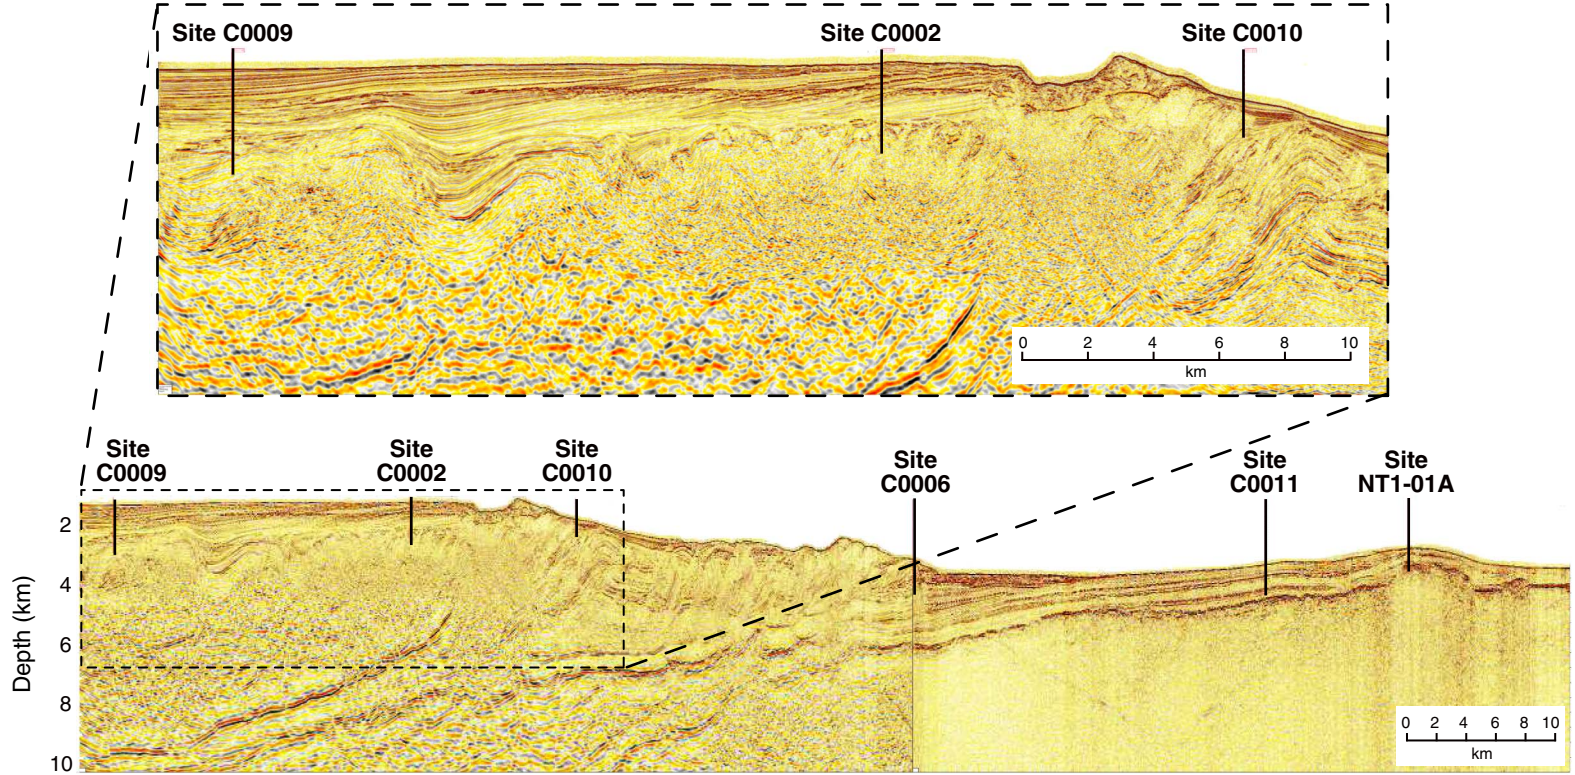 Site C0009
Site C0002
Site C0010
0 2 4 6 8 10
km
Site
C0009
Site
C0002
Site
C0010
Site
C0006
Site
C0011
Site
NT1-01A
Depth (km)
2
4
6
8
10
0 2 4 6 8 10
km